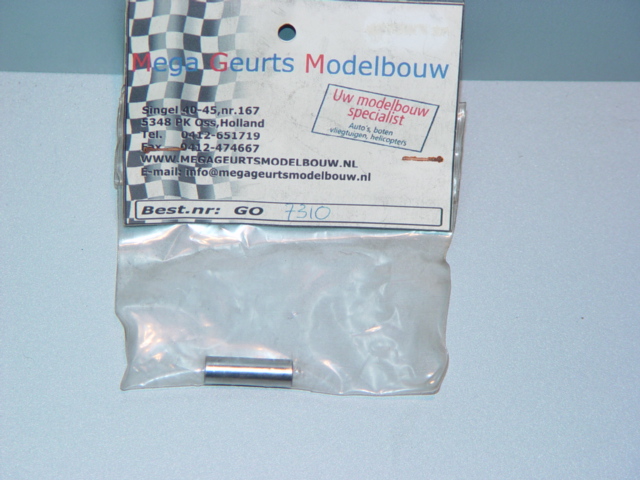 Mega Geurts Modelbouw
Singel 40-45,nr.167
5348 PK Oss,Holland
Tel. 0412-651719
Fax 0412-474667
WWW.MEGAGEURTSMODELBOUW.NL
E-mail: info@megageurtsmodelbouw.nl
Uw modelbouw
specialist
Auto's, boten
vliegtuigen, helicopters
Best.nr: GO 7310